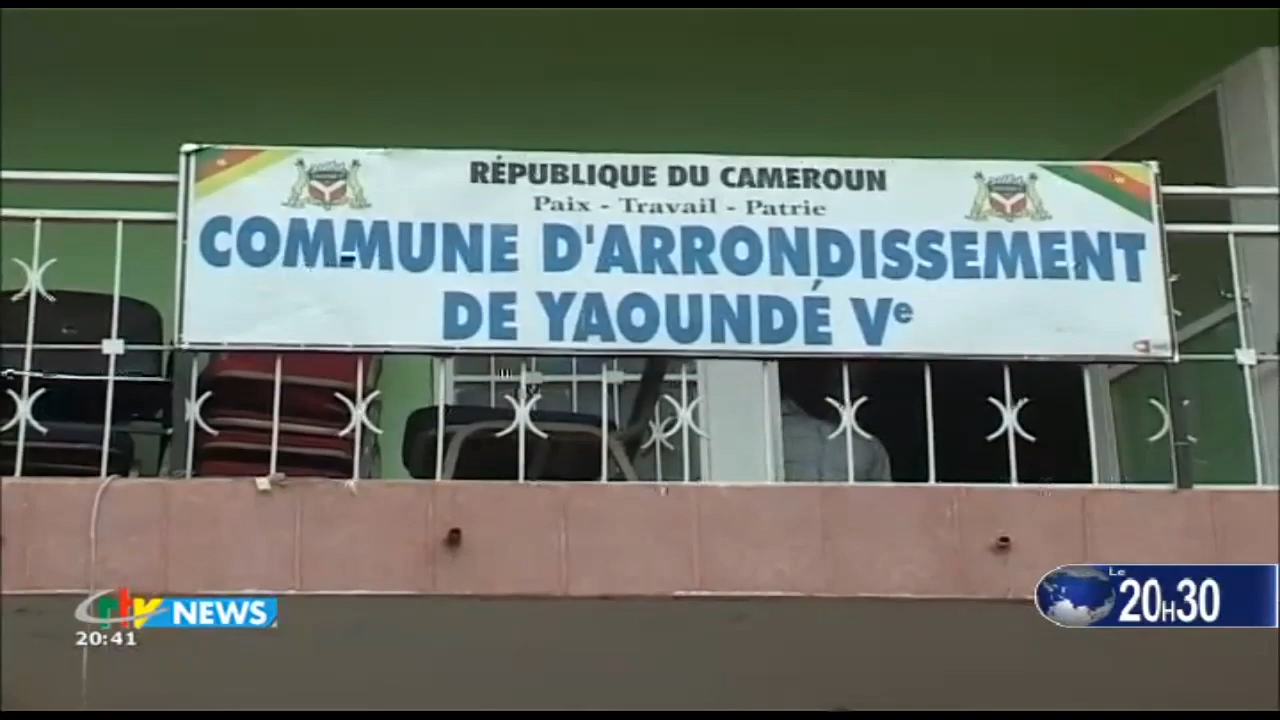 RÉPUBLIQUE DU CAMEROUN
Paix - Travail - Patrie
COMMUNE D'ARRONDISSEMENT
DE YAOUNDÉ Ve
NEWS
20:41
Le
20H30